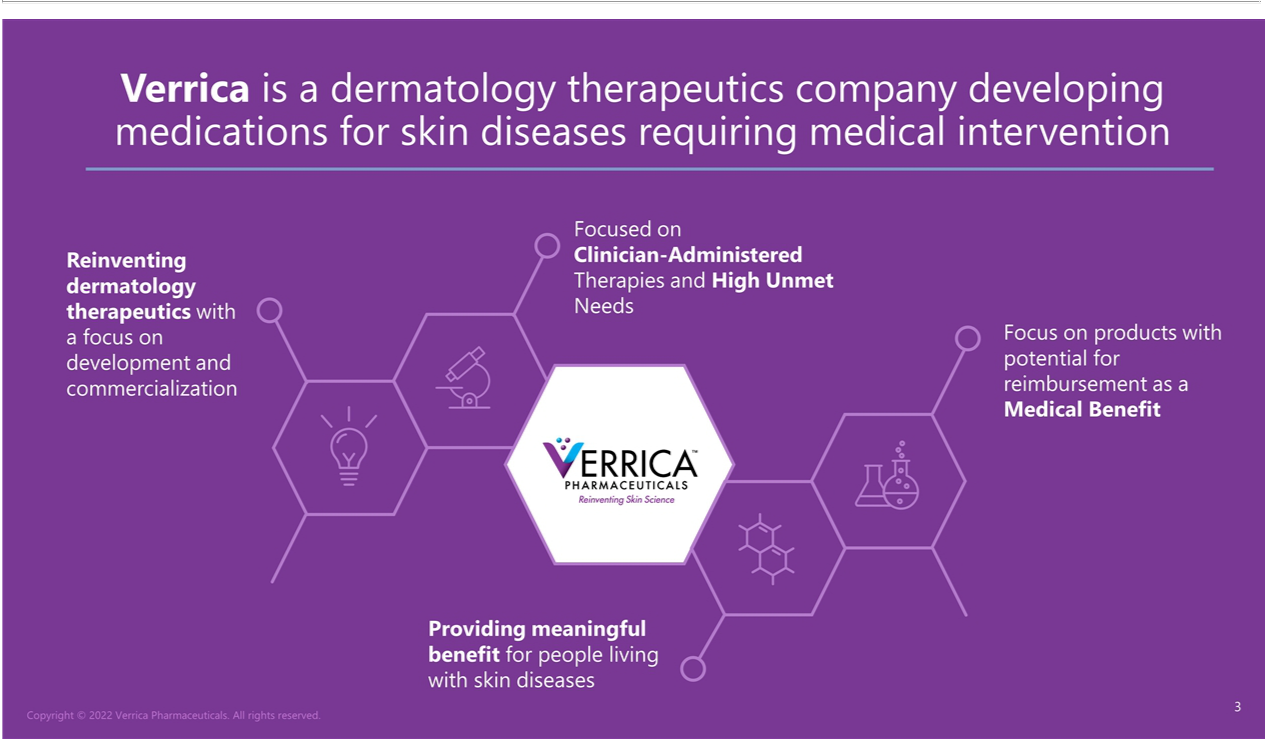 Verrica is a dermatology therapeutics company developing
medications for skin diseases requiring medical intervention
Reinventing
dermatology
therapeutics with
a focus on
development and
commercialization
Focused on
Clinician-Administered
Therapies and High Unmet
Needs
Focus on products with
potential for
reimbursement as a
Medical Benefit
VERRICA™
PHARMACEUTICALS
Reinventing Skin Science
Providing meaningful
benefit for people living
with skin diseases
Copyright © 2022 Verrica Pharmaceuticals. All rights reserved.
3